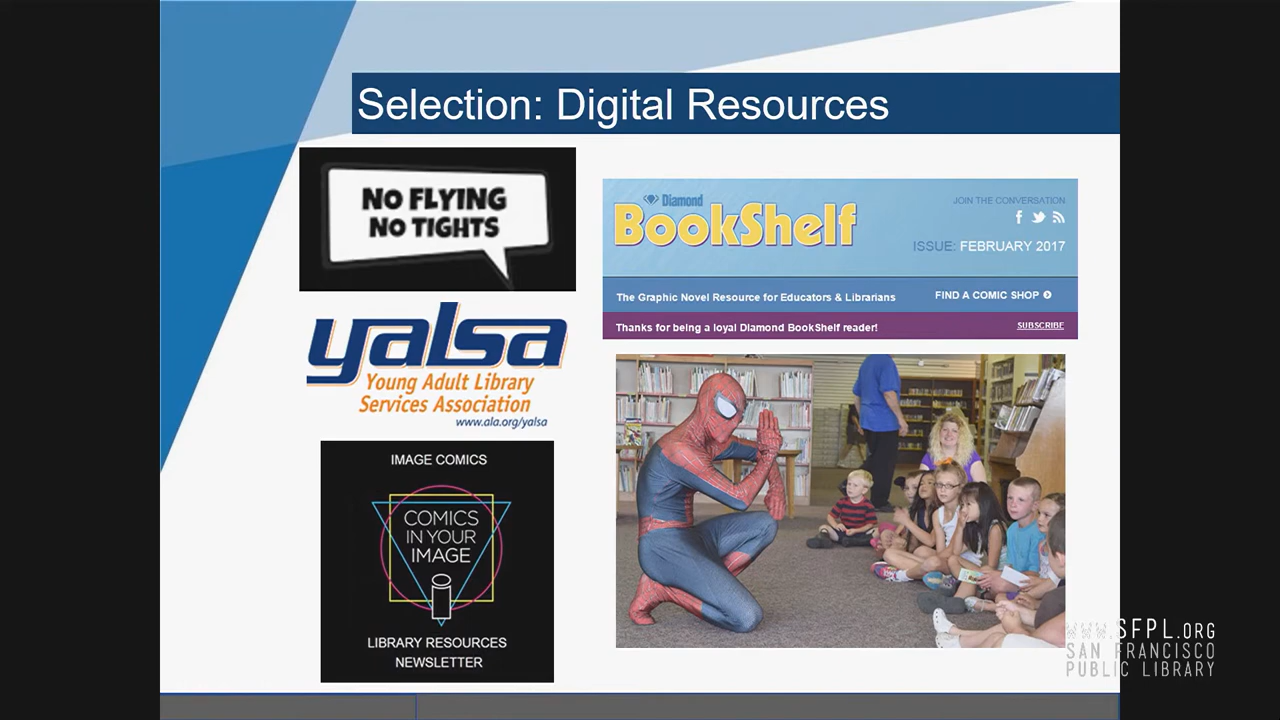 Selection: Digital Resources
NO FLYING
NO TIGHTS
yalsa
Young Adult Library
Services Association
www.ala.org/yalsa
IMAGE COMICS
COMICS
IN YOUR
IMAGE
LIBRARY RESOURCES
NEWSLETTER
Diamond
BookShelf
JOIN THE CONVERSATION
ISSUE: FEBRUARY 2017
The Graphic Novel Resource for Educators & Librarians
FIND A COMIC SHOP
Thanks for being a loyal Diamond BookShelf reader!
SUBSCRIBE
WWW.SFPL.ORG
SAN FRANCISCO
PUBLIC LIBRARY